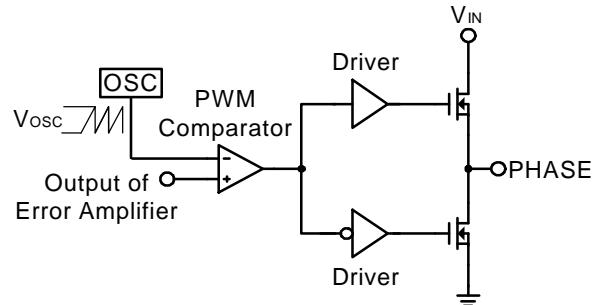 VIN
Driver
OSC
PWM
Comparator
VOSC
-
+
Output of
Error Amplifier
PHASE
Driver